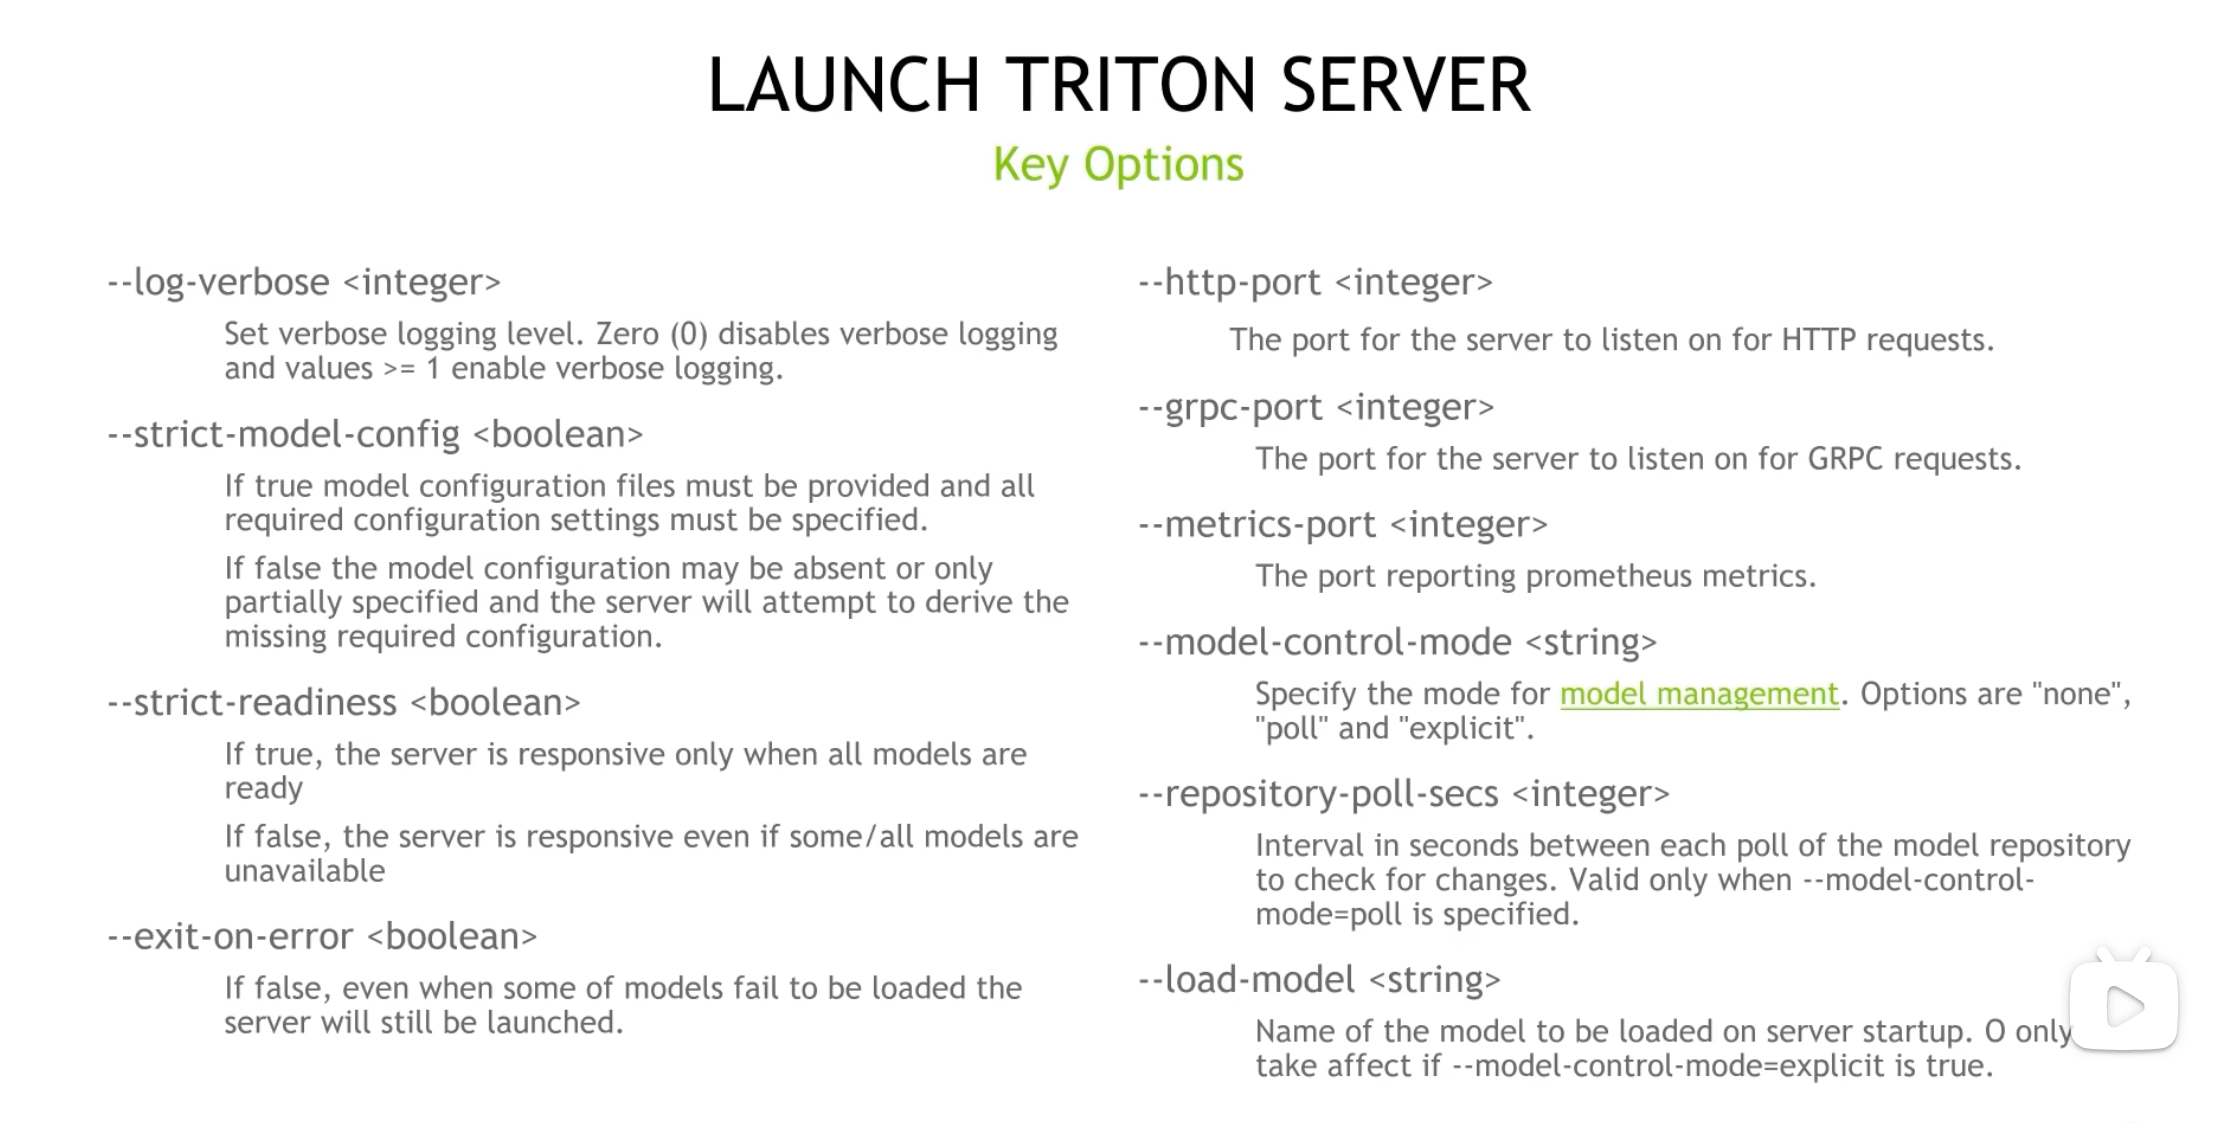 LAUNCH TRITON SERVER
Key Options
--log-verbose <integer>
Set verbose logging level. Zero (0) disables verbose logging
and values >= 1 enable verbose logging.
--strict-model-config <boolean>
If true model configuration files must be provided and all
required configuration settings must be specified.
If false the model configuration may be absent or only
partially specified and the server will attempt to derive the
missing required configuration.
--strict-readiness <boolean>
If true, the server is responsive only when all models are
ready
If false, the server is responsive even if some/all models are
unavailable
--exit-on-error <boolean>
If false, even when some of models fail to be loaded the
server will still be launched.
--http-port <integer>
The port for the server to listen on for HTTP requests.
--grpc-port <integer>
The port for the server to listen on for GRPC requests.
--metrics-port <integer>
The port reporting prometheus metrics.
--model-control-mode <string>
Specify the mode for model management. Options are "none",
"poll" and "explicit".
--repository-poll-secs <integer>
Interval in seconds between each poll of the model repository
to check for changes. Valid only when --model-control-
mode=poll is specified.
--load-model <string>
Name of the model to be loaded on server startup. O only
take affect if --model-control-mode=explicit is true.